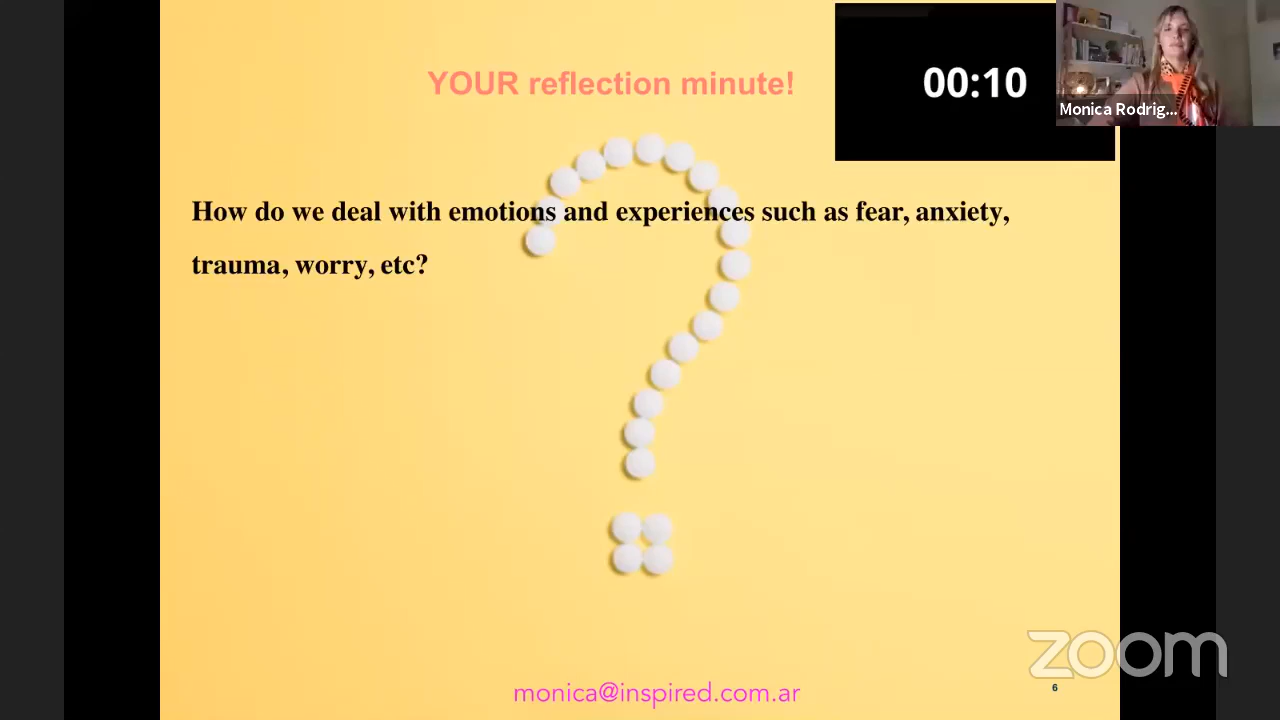 YOUR reflection minute!
00:10
Monica Rodrig...
How do we deal with emotions and experiences such as fear, anxiety,
trauma, worry, etc?
zoom
monica@inspired.com.ar
6